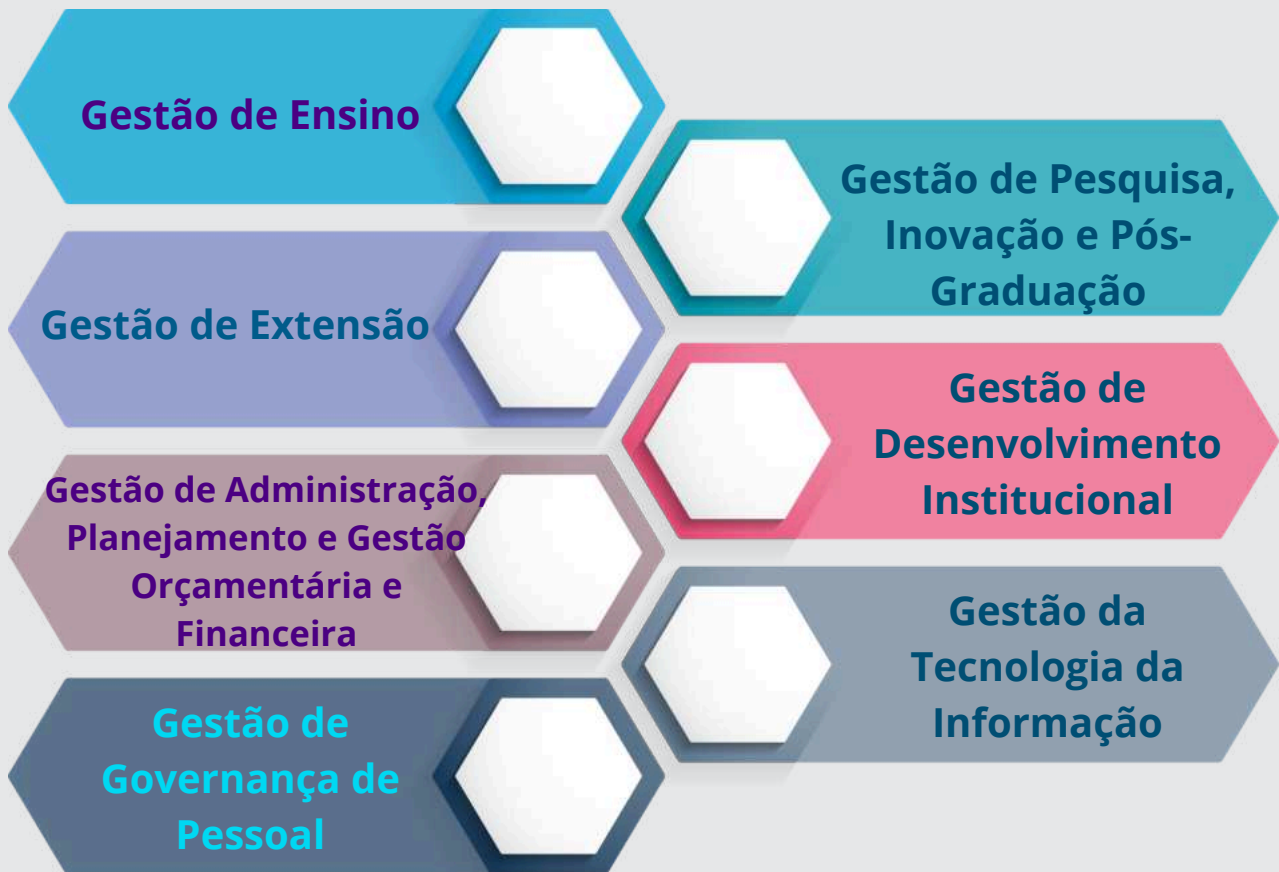 Gestão de Ensino
Gestão de Pesquisa,
Inovação e Pós-
Graduação
Gestão de Extensão
Gestão de
Desenvolvimento
Institucional
Gestão de Administração,
Planejamento e Gestão
Orçamentária e
Financeira
Gestão da
Tecnologia da
Informação
Gestão de
Governança de
Pessoal